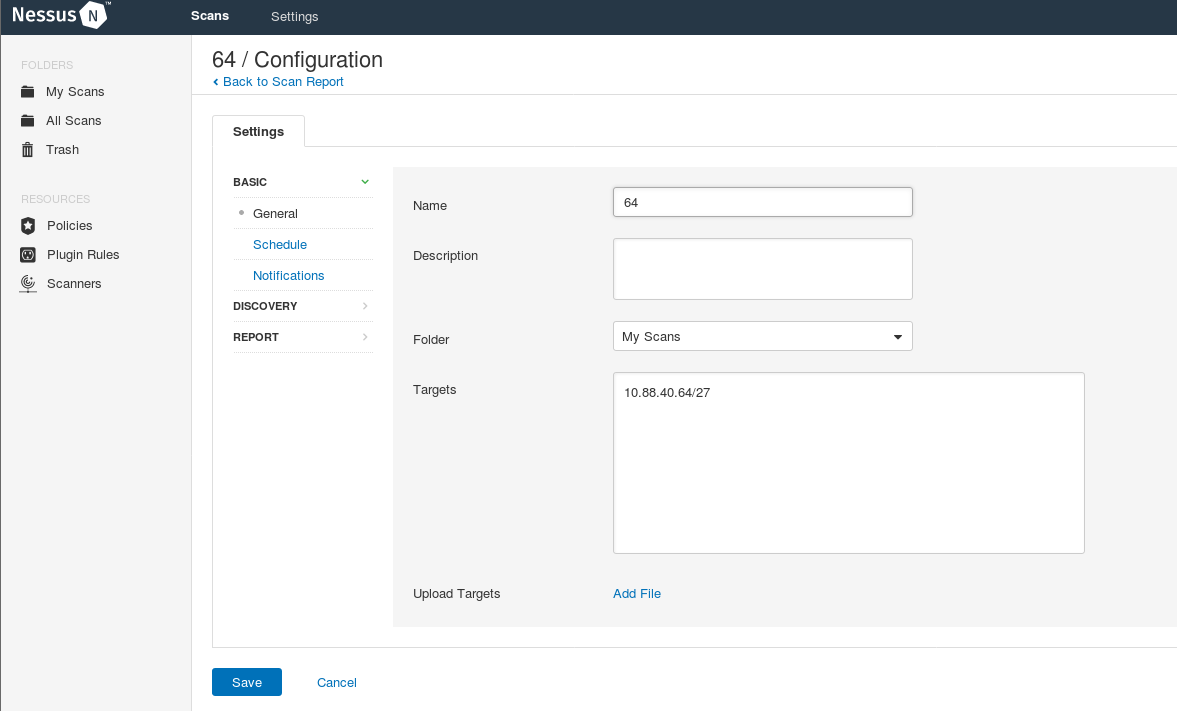 Nessus N ™
Scans
Settings
FOLDERS
My Scans
All Scans
Trash
RESOURCES
Policies
Plugin Rules
Scanners
64 / Configuration
Back to Scan Report
Settings
BASIC
General
Schedule
Notifications
DISCOVERY
REPORT
Name
64
Description
Folder
My Scans
Targets
10.88.40.64/27
Upload Targets
Add File
Save
Cancel